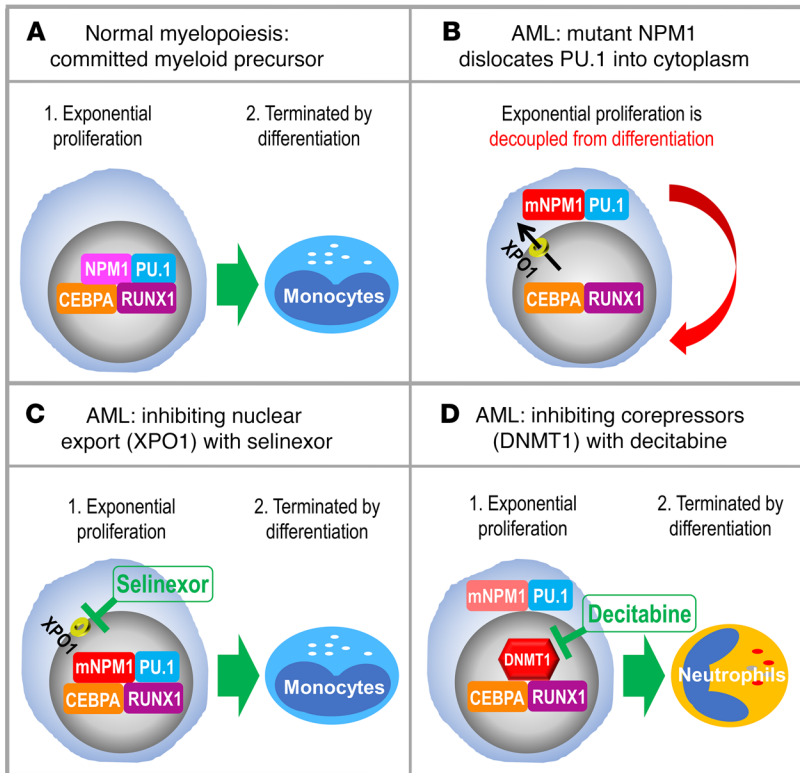 A
Normal myelopoiesis:
committed myeloid precursor
1. Exponential
proliferation
2. Terminated by
differentiation
NPM1 PU.1
CEBPA RUNX1
Monocytes
B
AML: mutant NPM1
dislocates PU.1 into cytoplasm
Exponential proliferation is
decoupled from differentiation
mNPM1 PU.1
XPO1
CEBPA RUNX1
C
AML: inhibiting nuclear
export (XPO1) with selinexor
1. Exponential
proliferation
2. Terminated by
differentiation
Selinexor
XPO1
mNPM1 PU.1
CEBPA RUNX1
Monocytes
D
AML: inhibiting corepressors
(DNMT1) with decitabine
1. Exponential
proliferation
2. Terminated by
differentiation
mNPM1 PU.1
Decitabine
DNMT1
CEBPA RUNX1
Neutrophils